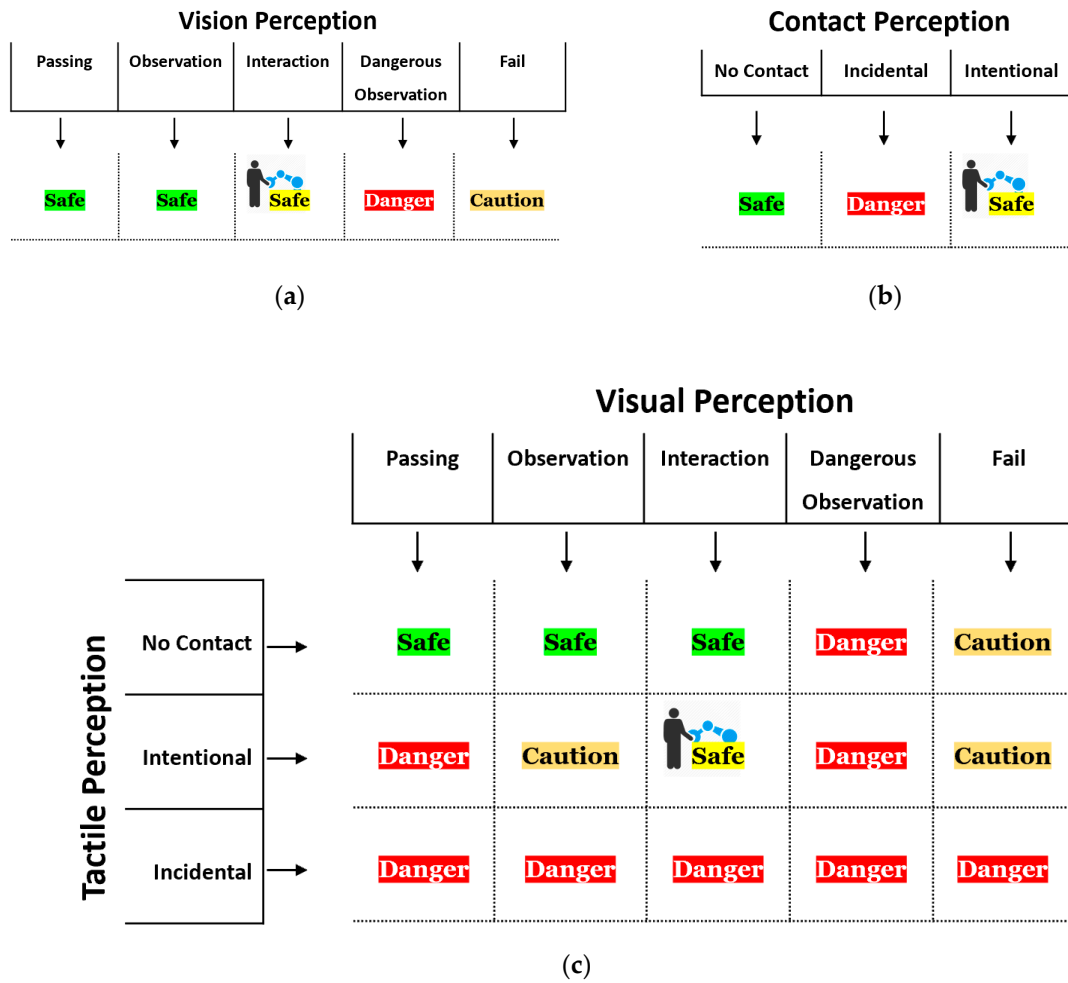 Vision Perception
Passing Observation Interaction Dangerous Observation Fail
Safe Safe Safe Danger Caution
(a)
Contact Perception
No Contact Incidental Intentional
Safe Danger Safe
(b)
Visual Perception
Passing Observation Interaction Dangerous Observation Fail
Tactile Perception
No Contact Safe Safe Safe Danger Caution
Intentional Danger Caution Safe Danger Caution
Incidental Danger Danger Danger Danger Danger
(c)